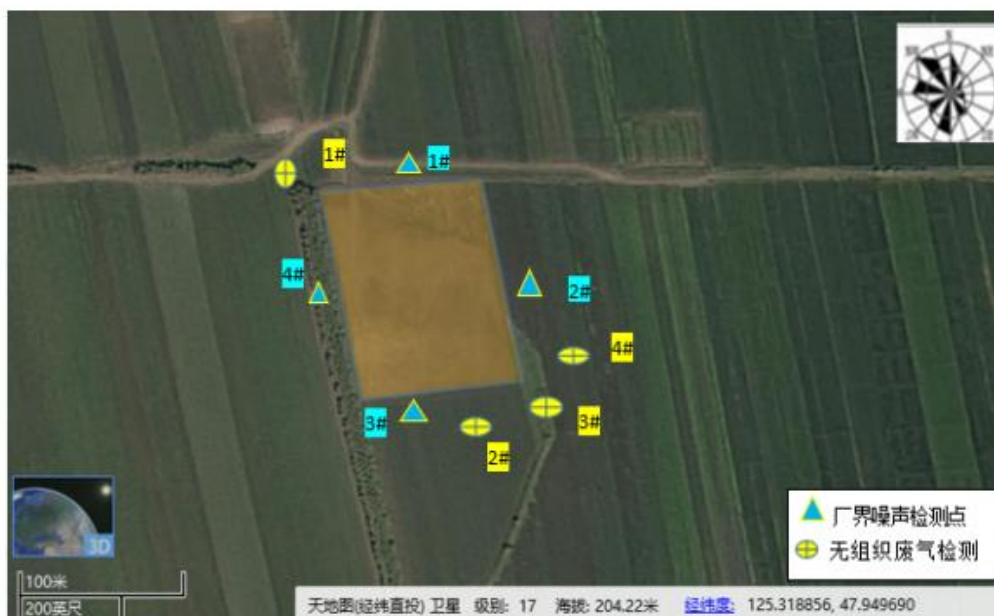 1#
1#
4#
2#
4#
3#
3#
2#
厂界噪声检测点
无组织废气检测
3D
100米
200英尺
天地图(经纬直投) 卫星 级别: 17 海拔: 204.22米 经纬度: 125.318856, 47.949690